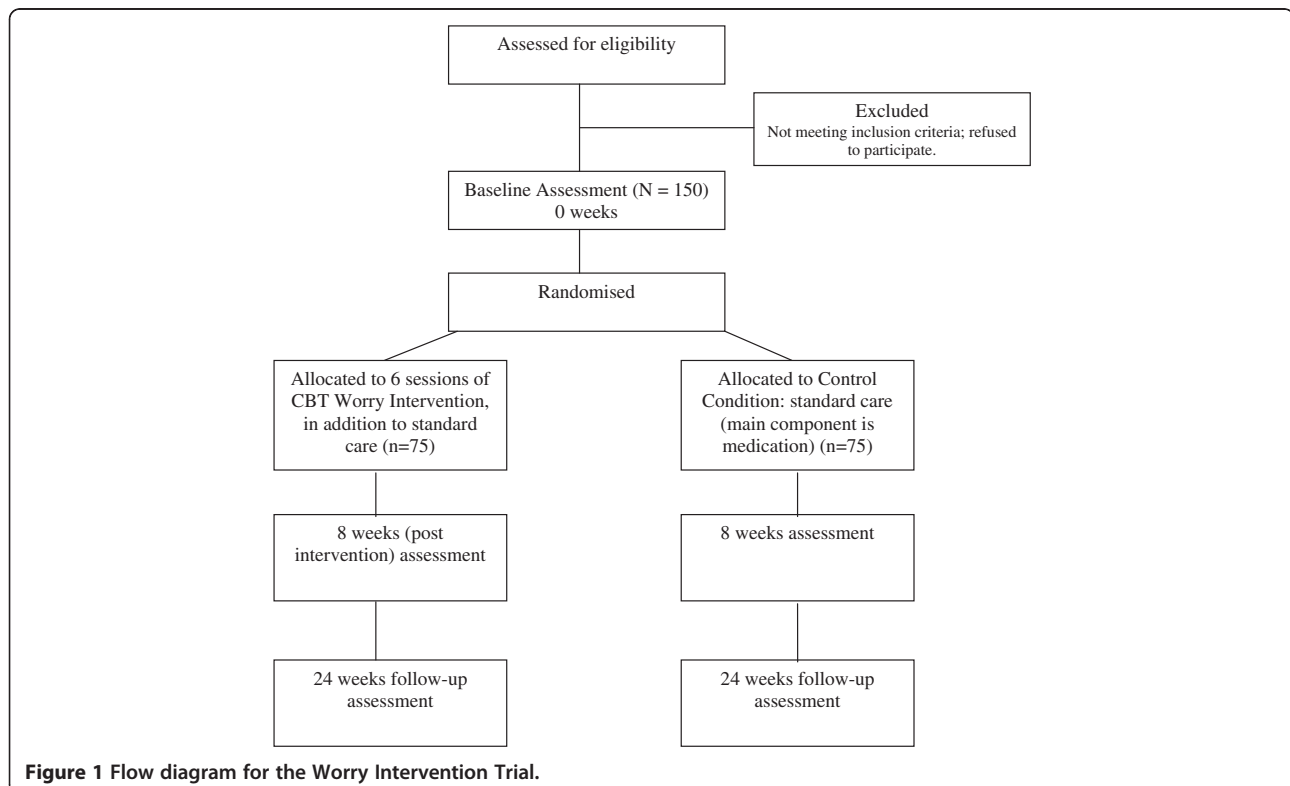 Assessed for eligibility
Excluded
Not meeting inclusion criteria; refused
to participate.
Baseline Assessment (N = 150)
0 weeks
Randomised
Allocated to 6 sessions of
CBT Worry Intervention,
in addition to standard
care (n=75)
Allocated to Control
Condition: standard care
(main component is
medication) (n=75)
8 weeks (post
intervention) assessment
8 weeks assessment
24 weeks follow-up
assessment
24 weeks follow-up
assessment
Figure 1 Flow diagram for the Worry Intervention Trial.